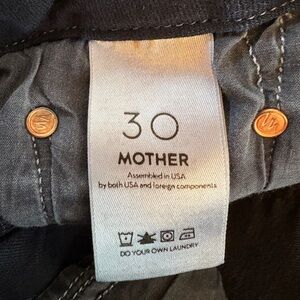 30
MOTHER
Assembled in USA
by both USA and foreign components
DO YOUR OWN LAUNDRY